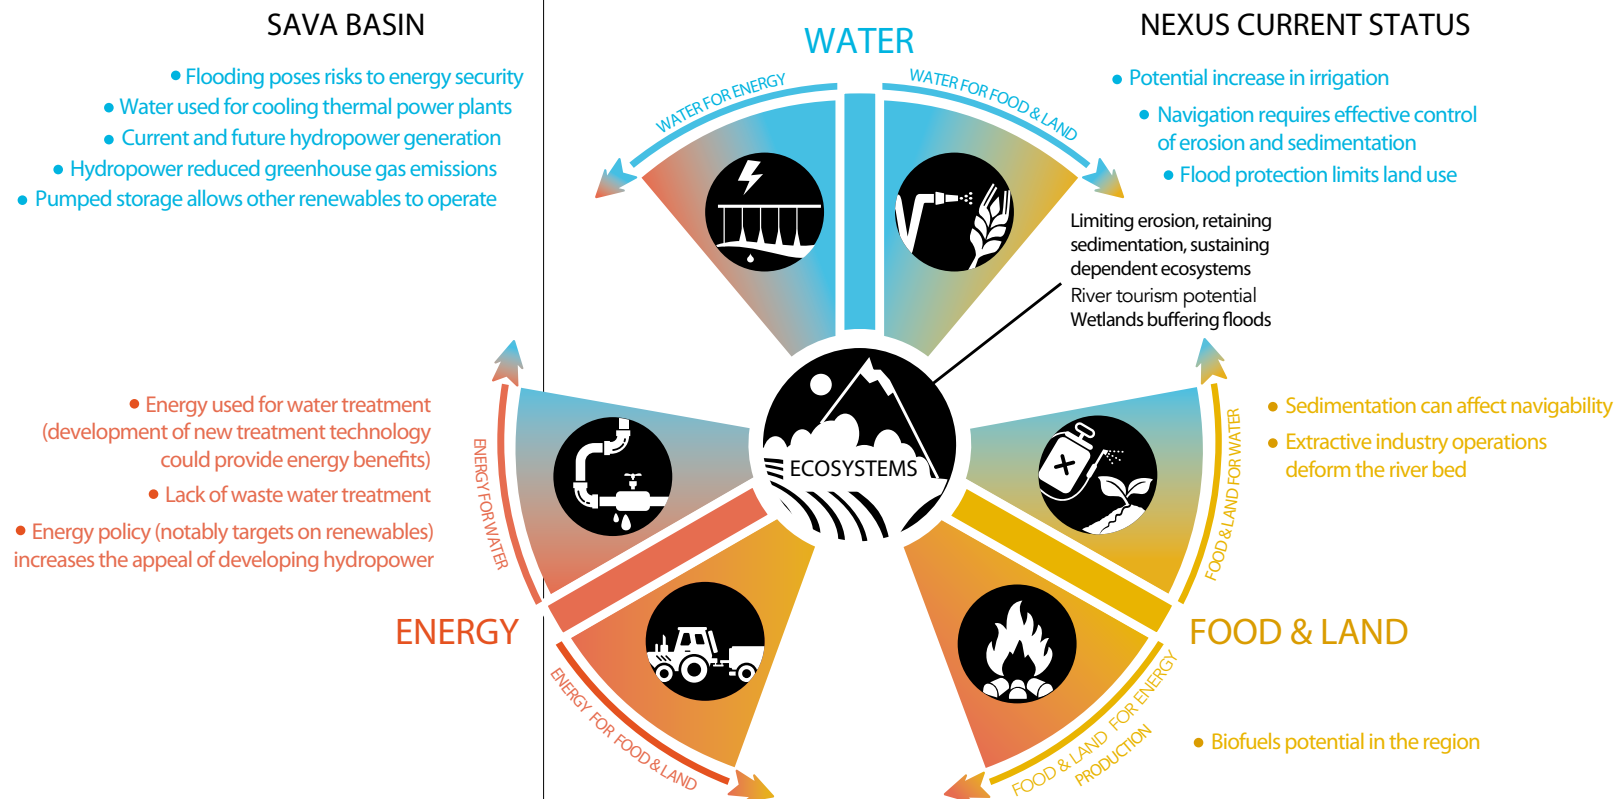 SAVA BASIN
NEXUS CURRENT STATUS
WATER
WATER FOR ENERGY
WATER FOR FOOD & LAND
• Flooding poses risks to energy security
• Water used for cooling thermal power plants
• Current and future hydropower generation
• Hydropower reduced greenhouse gas emissions
• Pumped storage allows other renewables to operate
• Potential increase in irrigation
• Navigation requires effective control
of erosion and sedimentation
• Flood protection limits land use
Limiting erosion, retaining
sedimentation, sustaining
dependent ecosystems
River tourism potential
Wetlands buffering floods
ECOSYSTEMS
• Energy used for water treatment
(development of new treatment technology
could provide energy benefits)
• Lack of waste water treatment
• Energy policy (notably targets on renewables)
increases the appeal of developing hydropower
ENERGY FOR WATER
ENERGY
ENERGY FOR FOOD & LAND
• Sedimentation can affect navigability
• Extractive industry operations
deform the river bed
FOOD & LAND FOR WATER
FOOD & LAND
FOOD & LAND FOR ENERGY
PRODUCTION
• Biofuels potential in the region